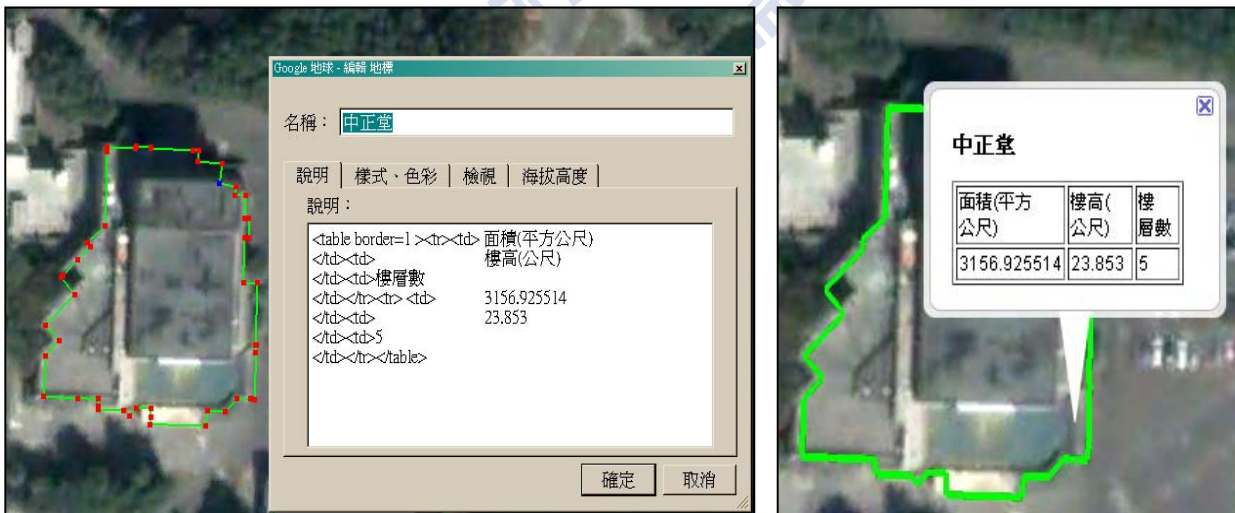 Google 地球 - 編輯 地標
名稱： 中正堂
說明 樣式、色彩 檢視 海拔高度
說明：
<table border=1 ><tr><td> 面積(平方公尺)
</td><td> 樓高(公尺)
</td><td>樓層數
</td></tr><tr> <td> 3156.925514
</td><td> 23.853
</td><td>5
</td></tr></table>
確定 取消
中正堂
面積(平方 樓高( 樓
公尺) 公尺) 層數
3156.925514 23.853 5